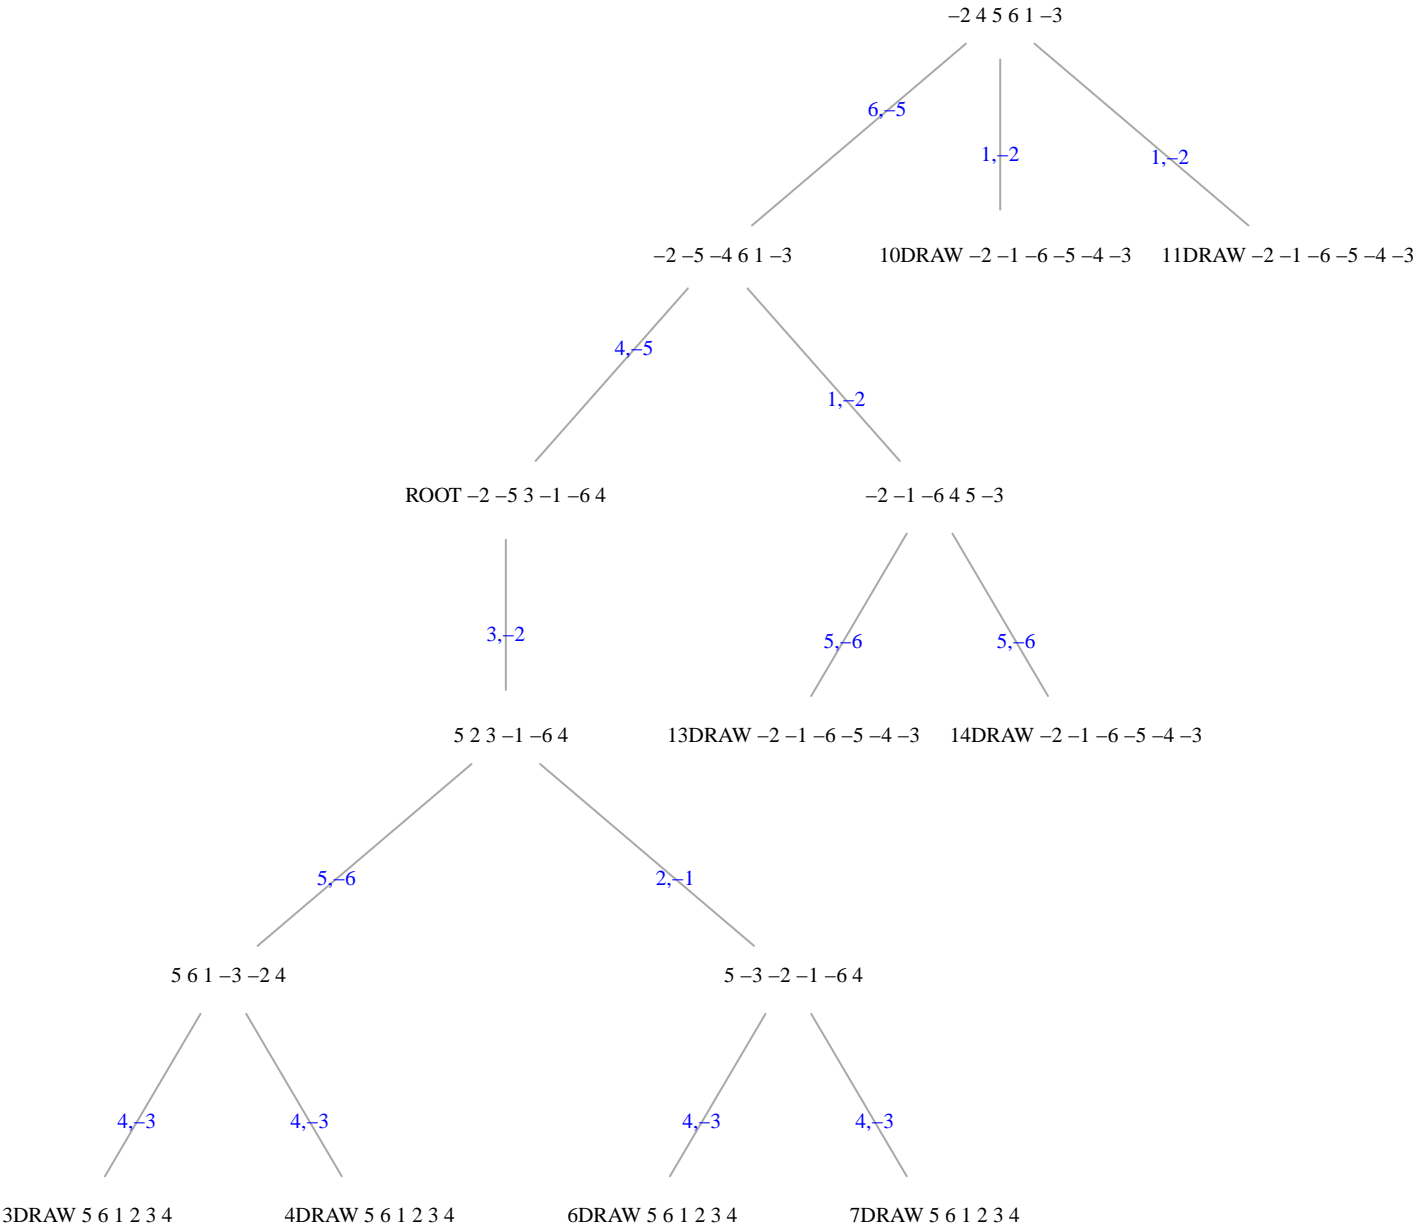 –2 4 5 6 1 –3
6,–5
1,–2
1,–2
–2 –5 –4 6 1 –3
10DRAW –2 –1 –6 –5 –4 –3
11DRAW –2 –1 –6 –5 –4 –3
4,–5
1,–2
ROOT –2 –5 3 –1 –6 4
–2 –1 –6 4 5 –3
3,–2
5,–6
5,–6
5 2 3 –1 –6 4
13DRAW –2 –1 –6 –5 –4 –3
14DRAW –2 –1 –6 –5 –4 –3
5,–6
2,–1
5 6 1 –3 –2 4
5 –3 –2 –1 –6 4
4,–3
4,–3
4,–3
4,–3
3DRAW 5 6 1 2 3 4
4DRAW 5 6 1 2 3 4
6DRAW 5 6 1 2 3 4
7DRAW 5 6 1 2 3 4